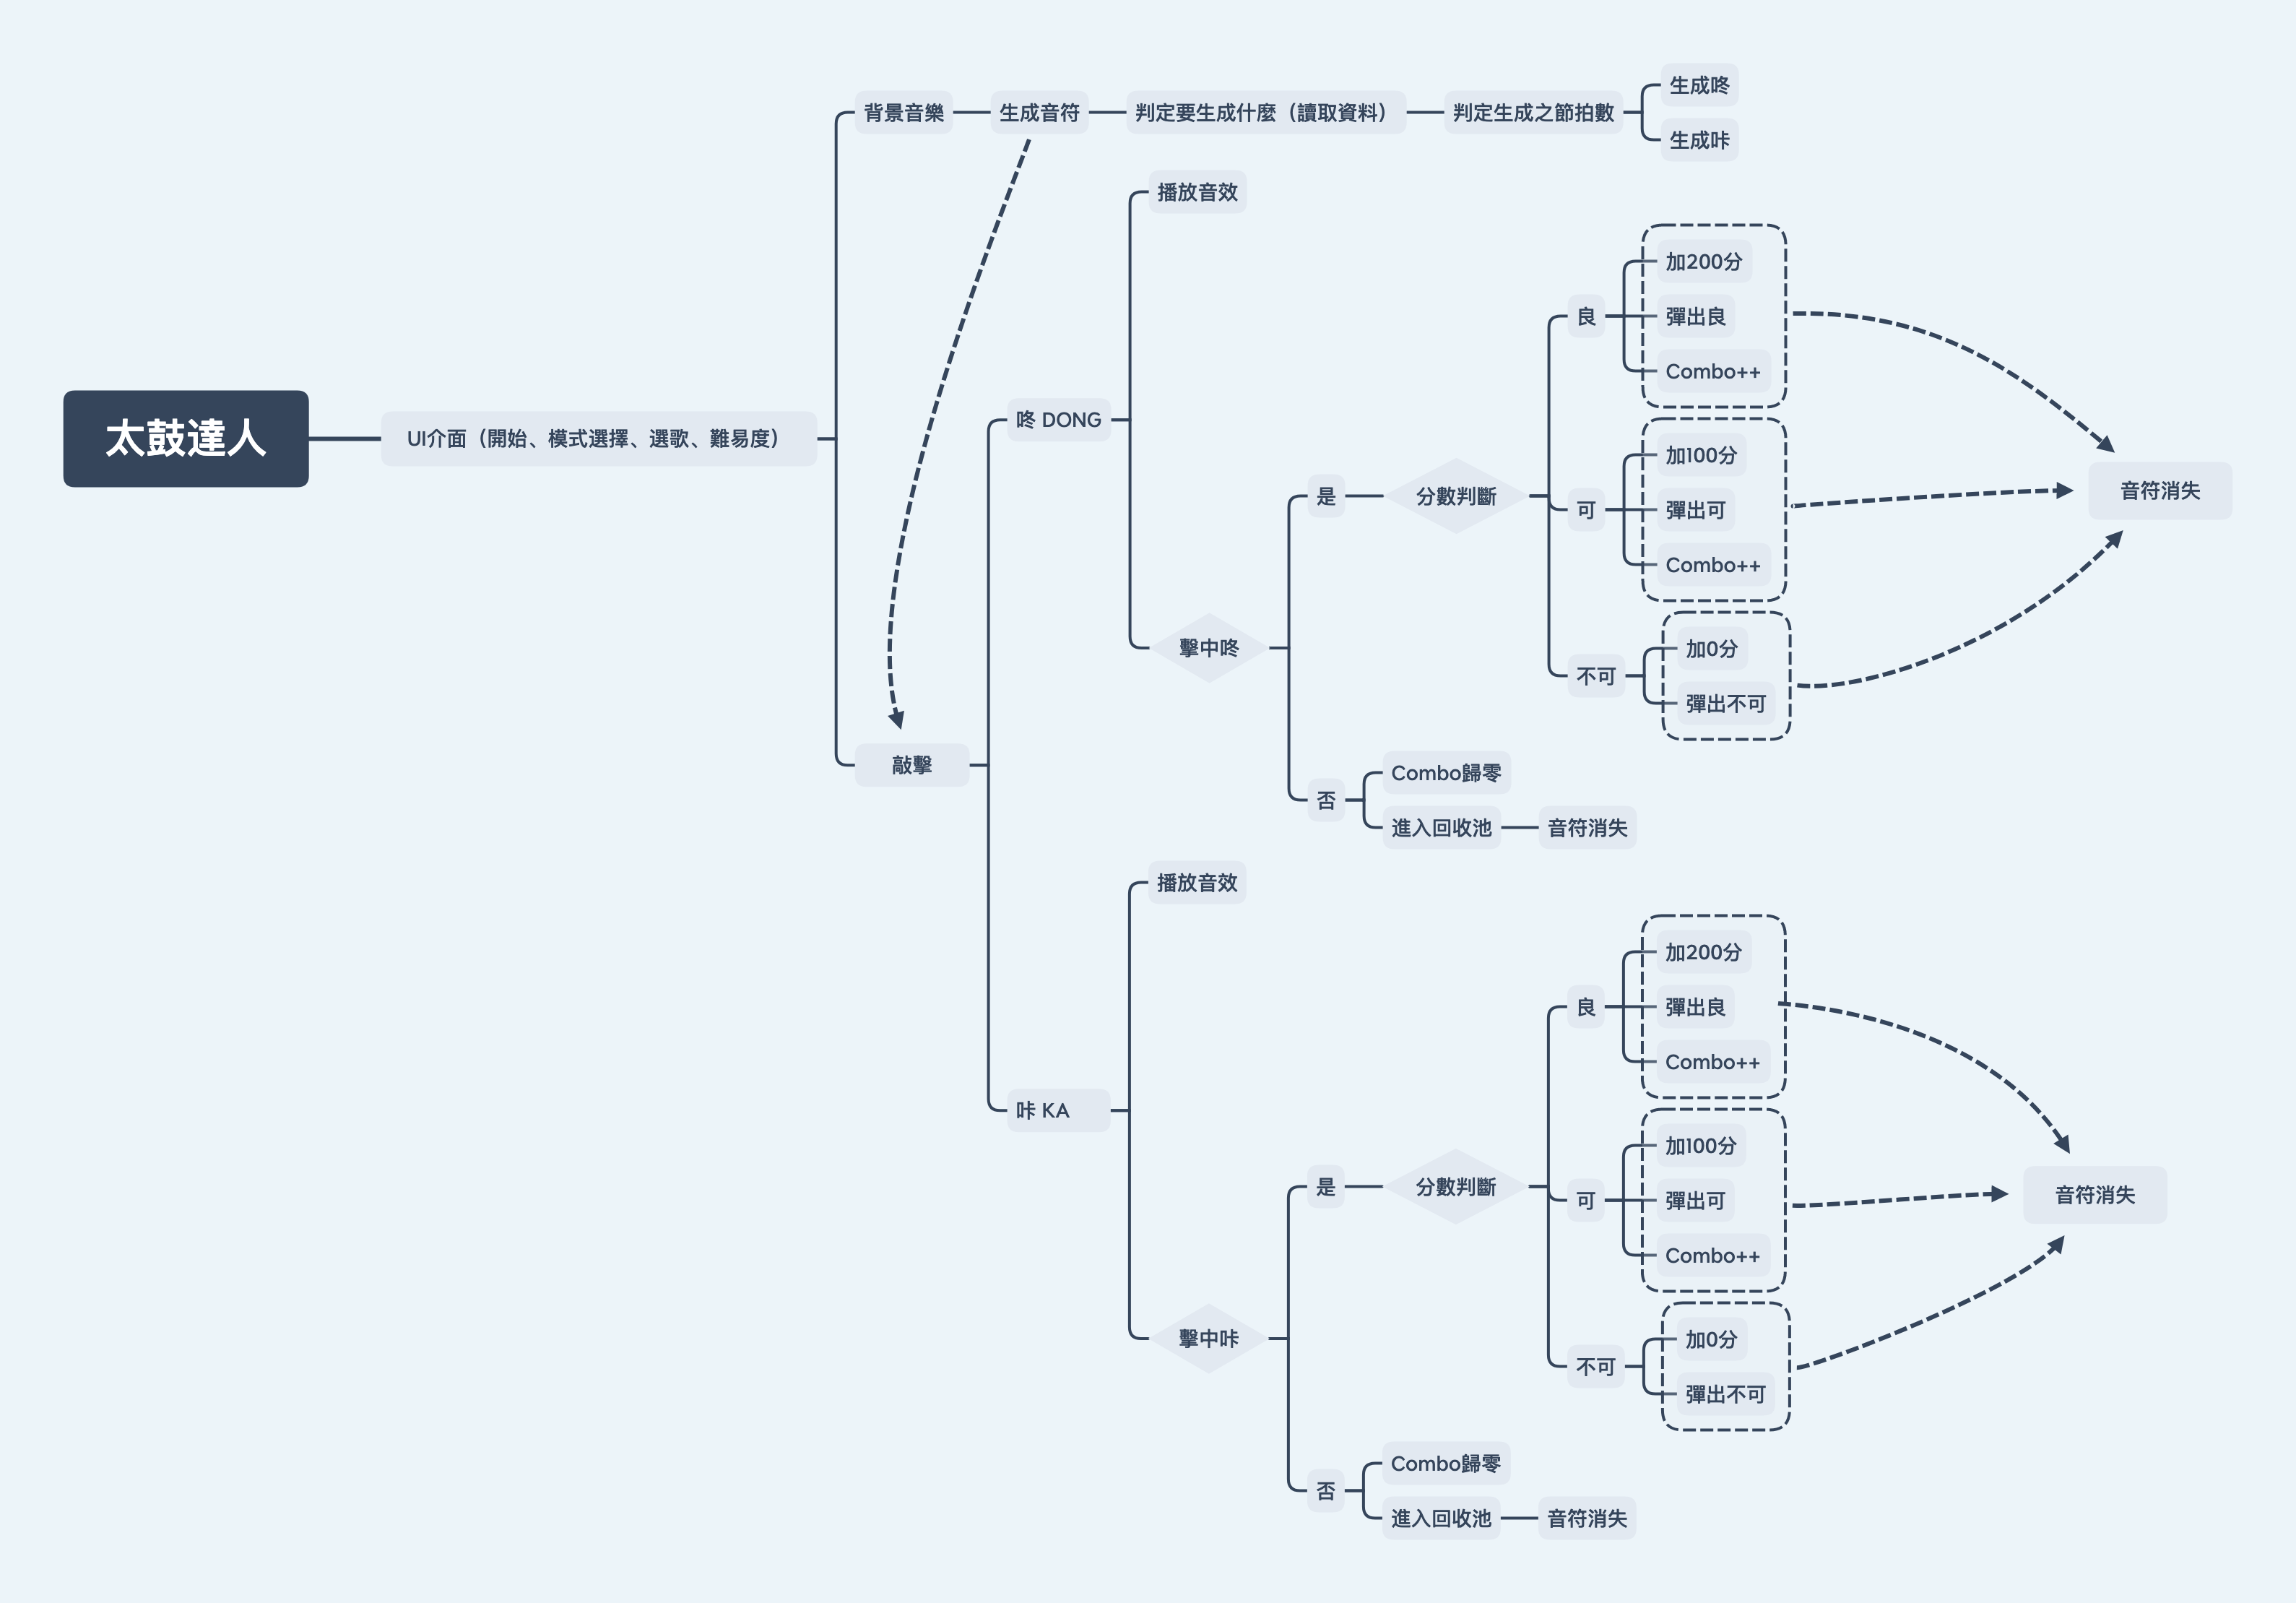 太鼓達人
UI介面（開始、模式選擇、選歌、難易度）
背景音樂
生成音符
判定要生成什麼（讀取資料）
判定生成之節拍數
生成咚
生成咔
敲擊
咚 DONG
播放音效
擊中咚
是
分數判斷
良
加200分
彈出良
Combo++
可
加100分
彈出可
Combo++
不可
加0分
彈出不可
音符消失
否
Combo歸零
進入回收池
音符消失
咔 KA
播放音效
擊中咔
是
分數判斷
良
加200分
彈出良
Combo++
可
加100分
彈出可
Combo++
不可
加0分
彈出不可
音符消失
否
Combo歸零
進入回收池
音符消失